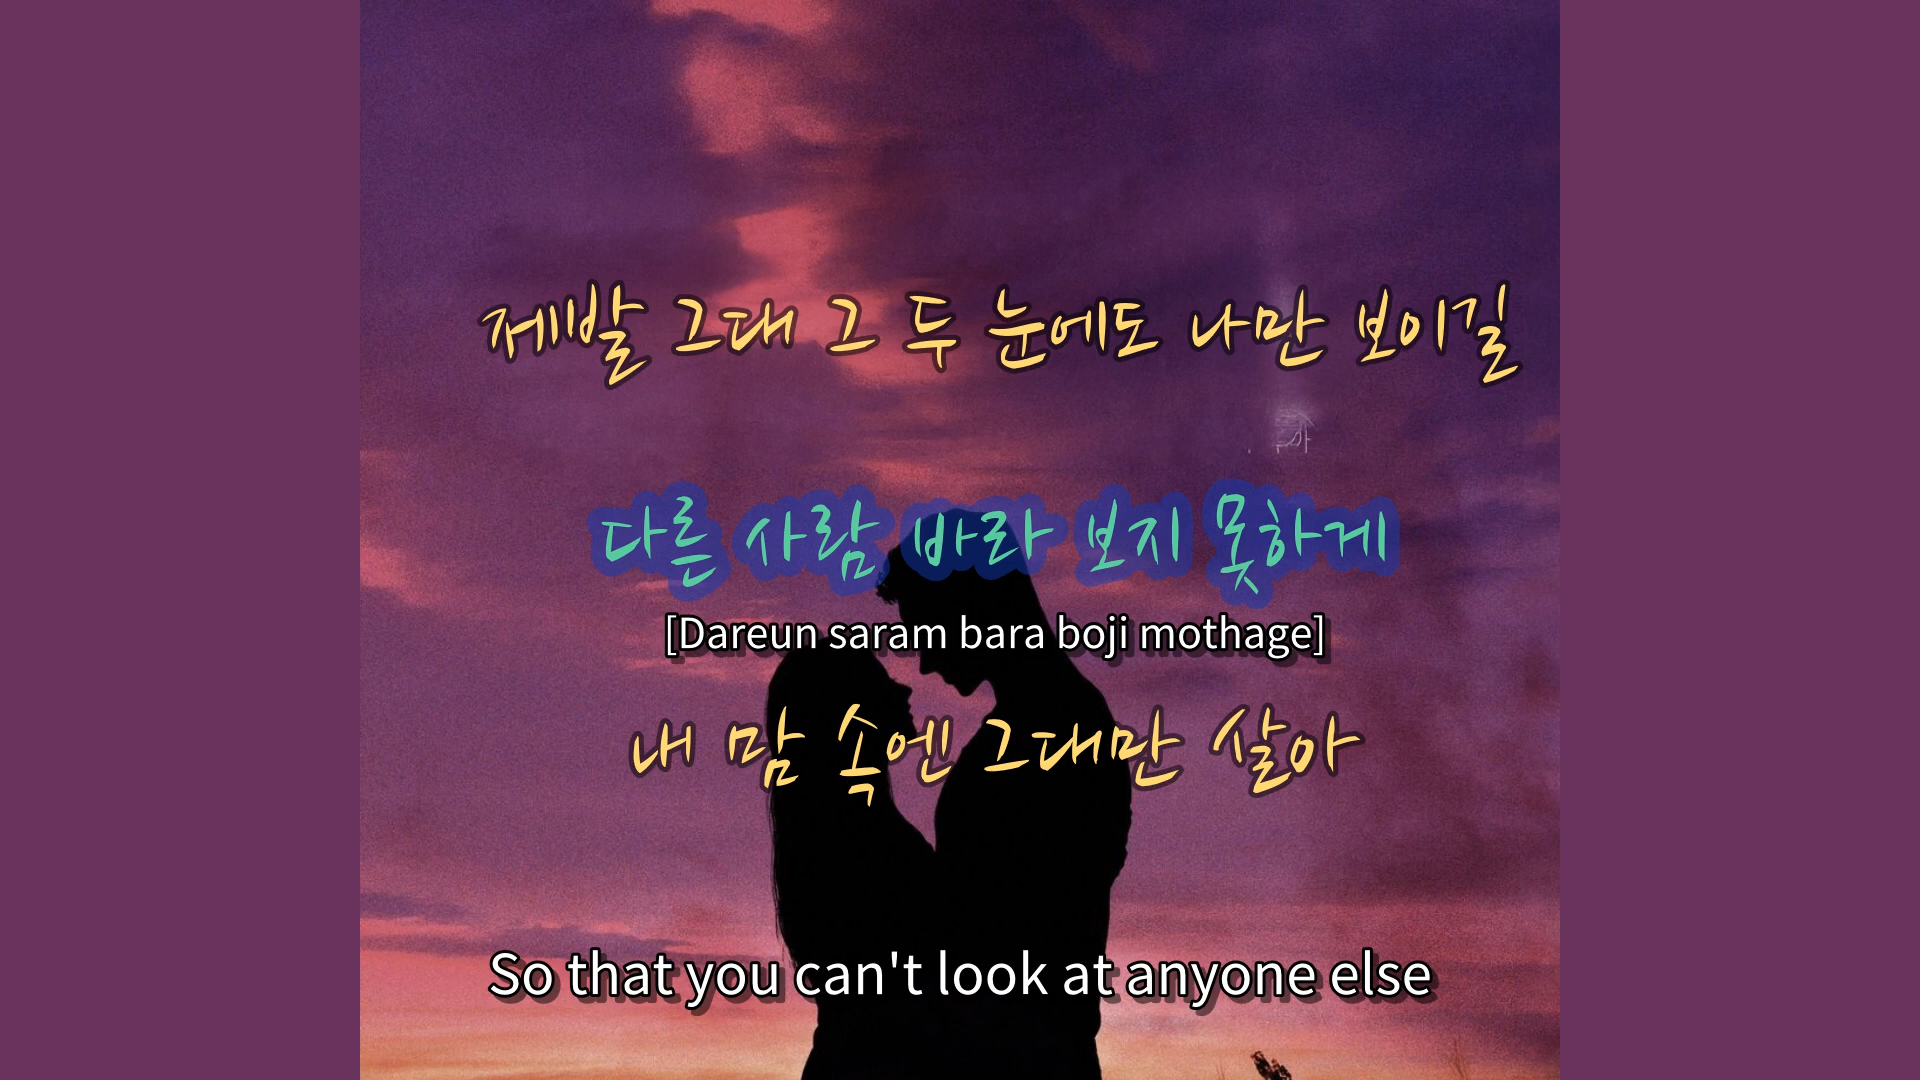 제발 그대 그 두 눈에도 나만 보이길
다른 사람 바라 보지 못하게
[Dareun saram bara boji mothage]
내 맘 속엔 그대만 살아
So that you can't look at anyone else